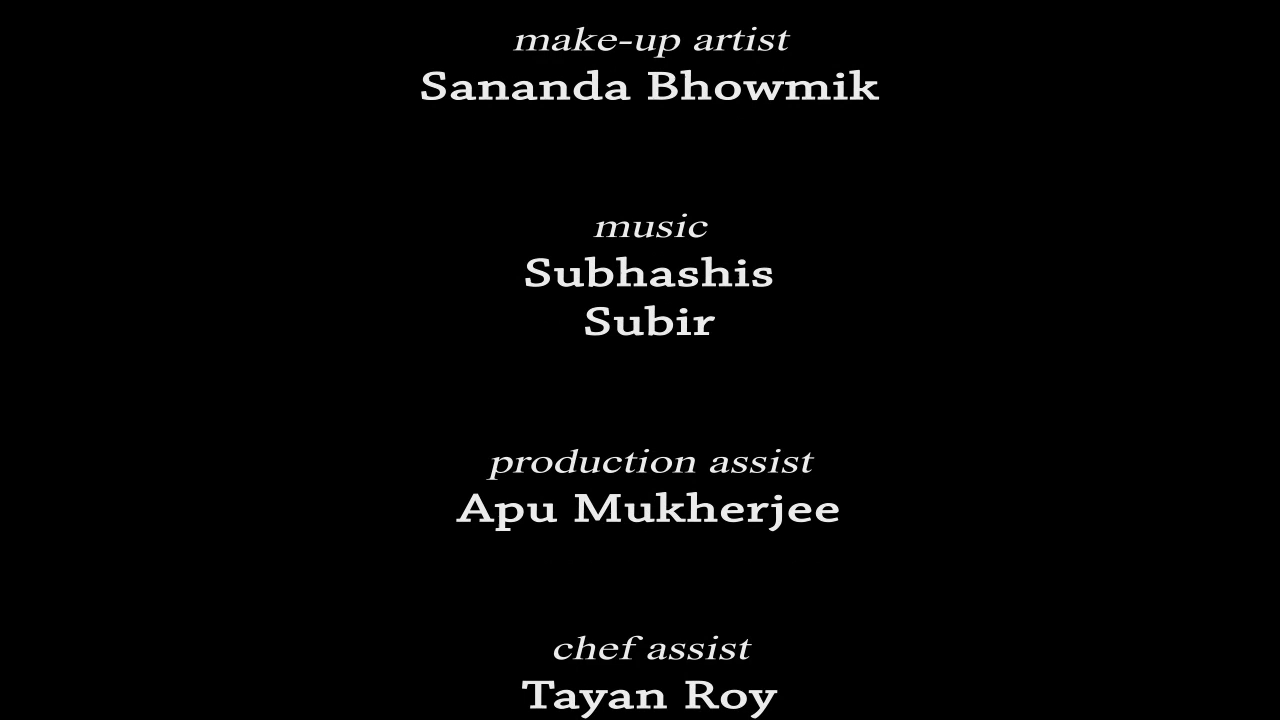 make-up artist
Sananda Bhowmik
music
Subhashis
Subir
production assist
Apu Mukherjee
chef assist
Tayan Roy